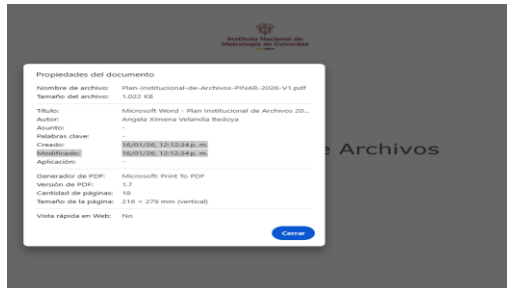 Instituto Nacional de
Metrología de Colombia
Propiedades del documento
Nombre de archivo: Plan-Institucional-de-Archivos-PINAR-2026-V1.pdf
Tamaño del archivo: 1.022 KB
Título: Microsoft Word - Plan Institucional de Archivos 20...
Autor: Angela Ximena Velandia Bedoya
Asunto: -
Palabras clave: -
Creado: 16/01/26, 12:12:34 p. m.
Modificado: 16/01/26, 12:12:34 p. m.
Aplicación: -
e Archivos
Generador de PDF: Microsoft: Print To PDF
Versión de PDF: 1.7
Cantidad de páginas: 19
Tamaño de la página: 216 × 279 mm (vertical)
Vista rápida en Web: No
Cerrar